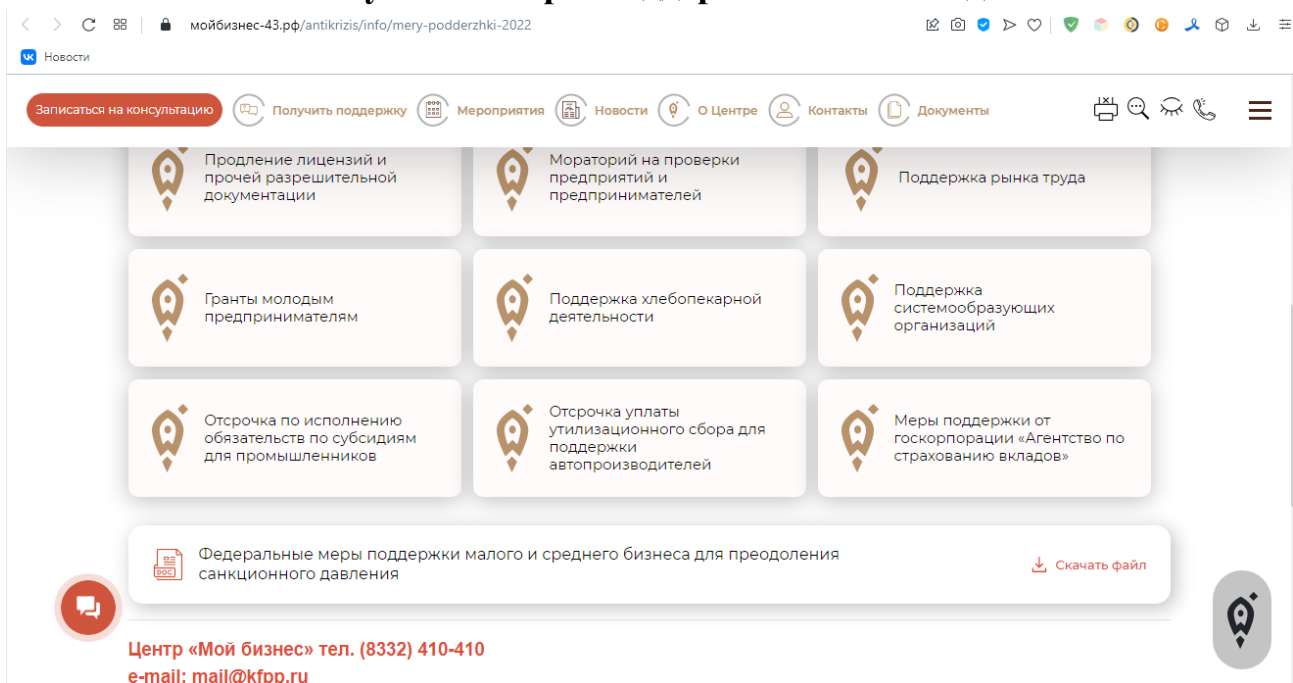 мойбизнес-43.рф/antikrizis/info/mery-podderzhki-2022
Новости
Записаться на консультацию
Получить поддержку
Мероприятия
Новости
О Центре
Контакты
Документы
Продление лицензий и
прочей разрешительной
документации
Мораторий на проверки
предприятий и
предпринимателей
Поддержка рынка труда
Гранты молодым
предпринимателям
Поддержка хлебопекарной
деятельности
Поддержка
системообразующих
организаций
Отсрочка по исполнению
обязательств по субсидиям
для промышленников
Отсрочка уплаты
утилизационного сбора для
поддержки
автопроизводителей
Меры поддержки от
госкорпорации «Агентство по
страхованию вкладов»
DOC
Федеральные меры поддержки малого и среднего бизнеса для преодоления
санкционного давления
Скачать файл
Центр «Мой бизнес» тел. (8332) 410-410
e-mail: mail@kfpp.ru